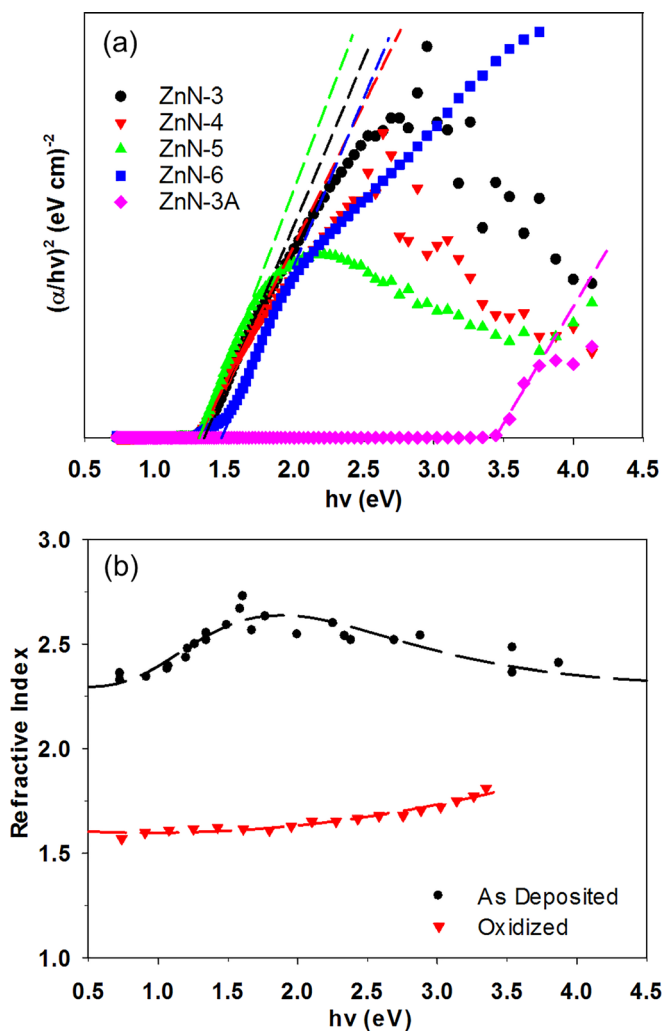 (a)
ZnN-3
ZnN-4
ZnN-5
ZnN-6
ZnN-3A
(α/hν)² (eV cm)⁻²
0.5 1.0 1.5 2.0 2.5 3.0 3.5 4.0 4.5
hν (eV)
(b)
3.0
2.5
2.0
1.5
1.0
Refractive Index
As Deposited
Oxidized
0.5 1.0 1.5 2.0 2.5 3.0 3.5 4.0 4.5
hν (eV)